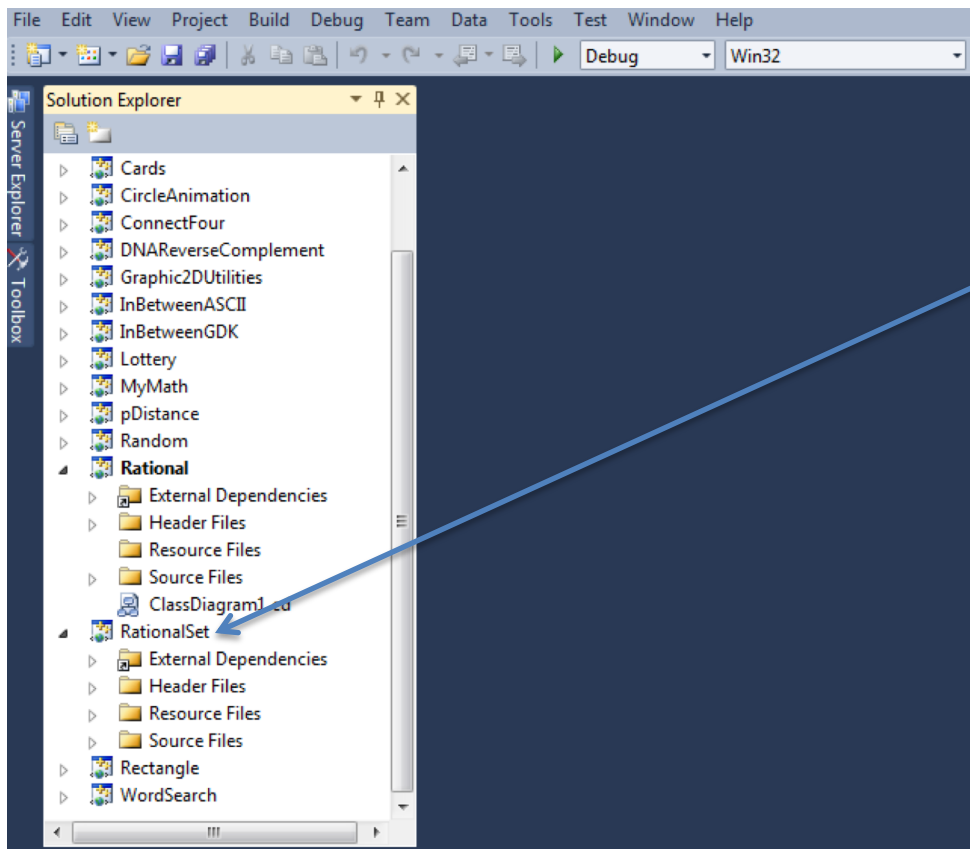 File Edit View Project Build Debug Team Data Tools Test Window Help
Debug Win32
Server Explorer
Toolbox
Solution Explorer
Cards
CircleAnimation
ConnectFour
DNAReverseComplement
Graphic2DUtilities
InBetweenASCII
InBetweenGDK
Lottery
MyMath
pDistance
Random
Rational
External Dependencies
Header Files
Resource Files
Source Files
ClassDiagram1.cd
RationalSet
External Dependencies
Header Files
Resource Files
Source Files
Rectangle
WordSearch